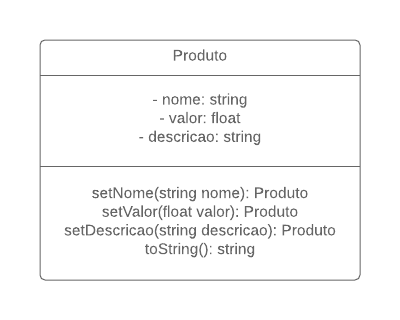 Produto
- nome: string
- valor: float
- descricao: string
setNome(string nome): Produto
setValor(float valor): Produto
setDescricao(string descricao): Produto
toString(): string